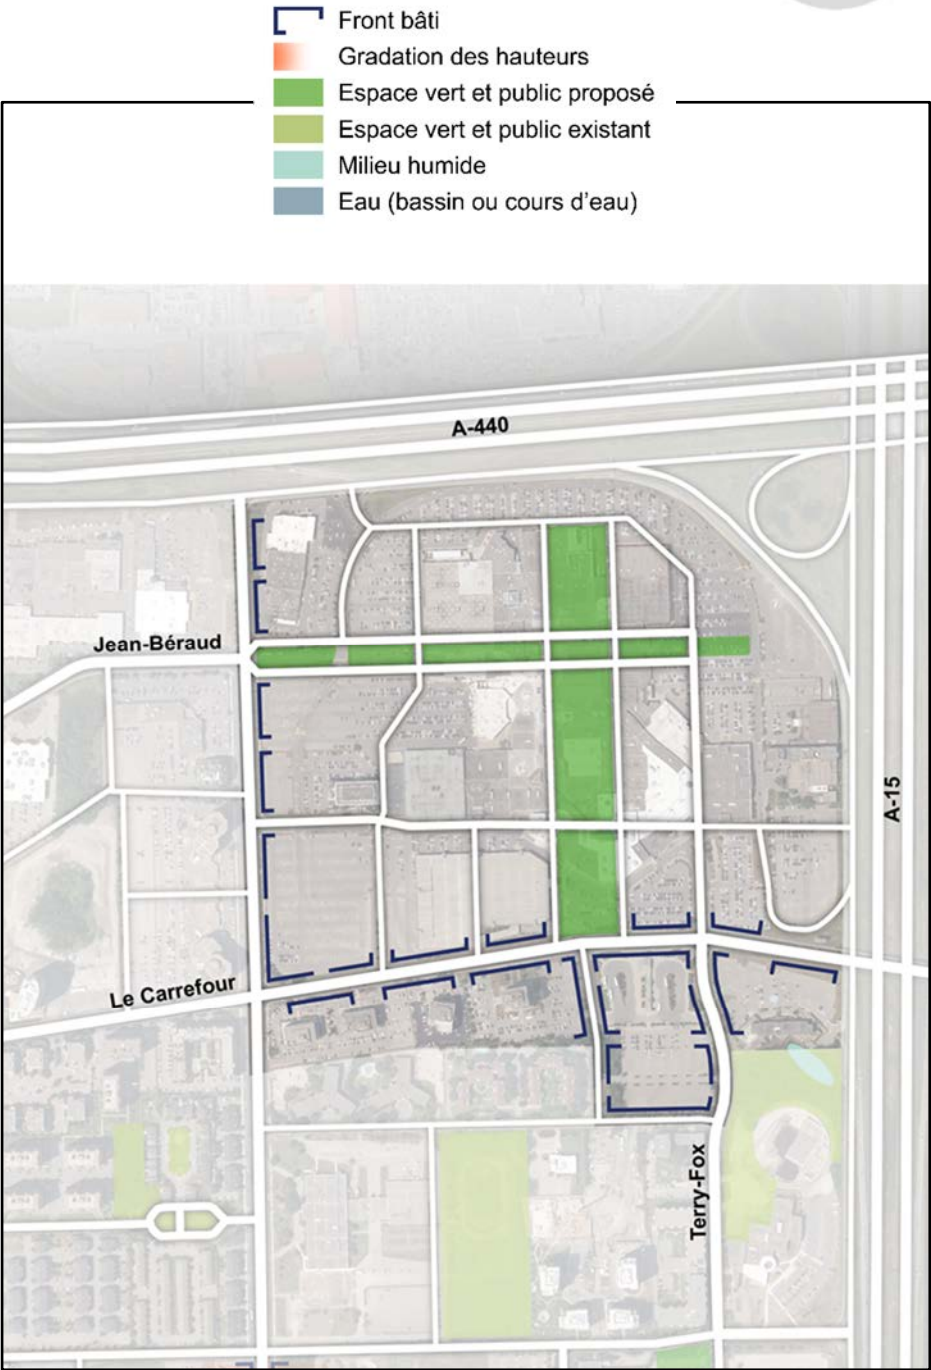 Front bâti
Gradation des hauteurs
Espace vert et public proposé
Espace vert et public existant
Milieu humide
Eau (bassin ou cours d'eau)
A-440
Jean-Béraud
A-15
Le Carrefour
Terry-Fox